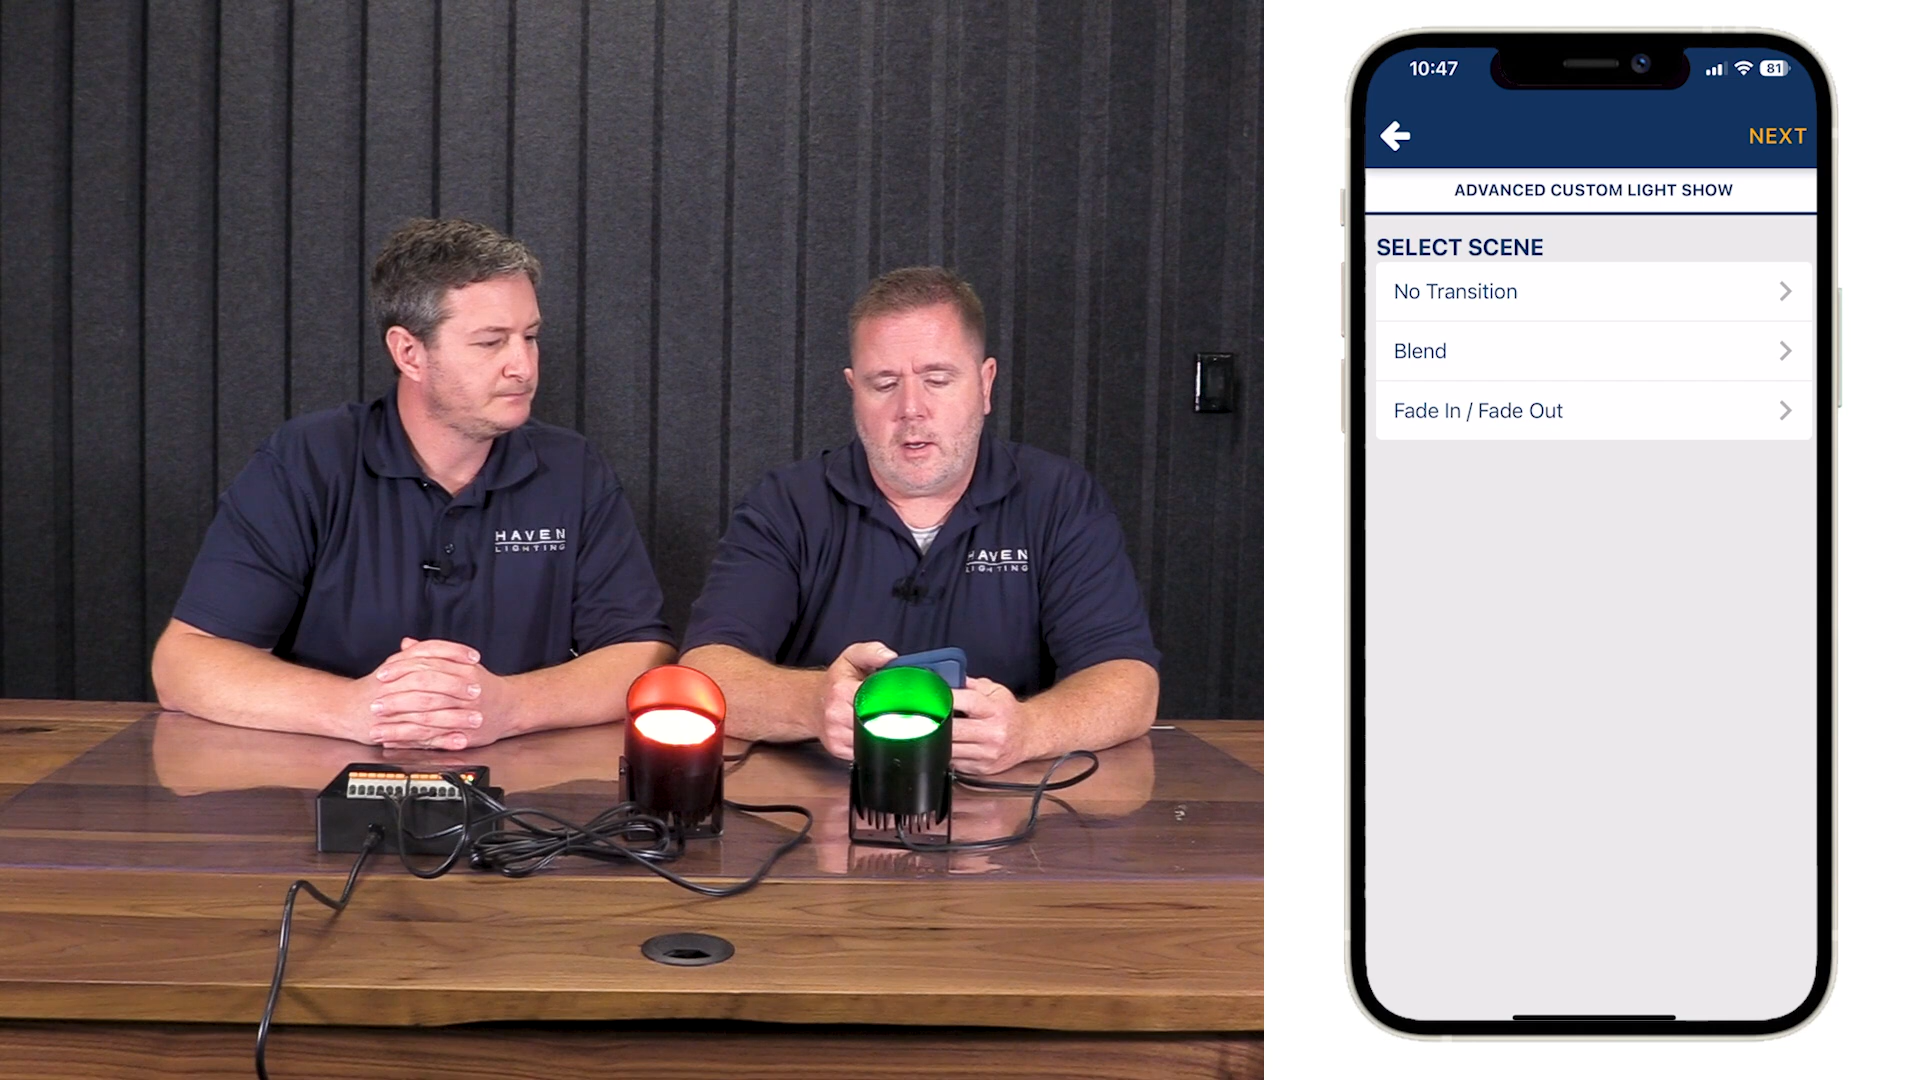 HAVEN
LIGHTING
HAVEN
LIGHTING
10:47
81
NEXT
ADVANCED CUSTOM LIGHT SHOW
SELECT SCENE
No Transition
Blend
Fade In / Fade Out